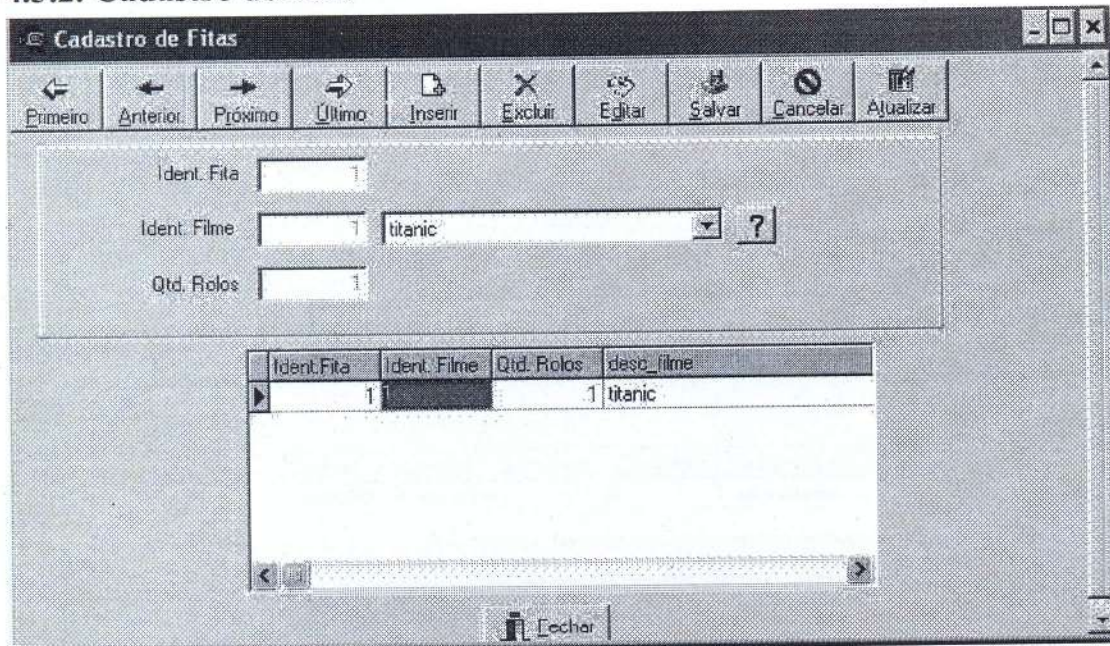 Cadastro de Fitas
Primeiro Anterior Próximo Último Inserir Excluir Editar Salvar Cancelar Atualizar
Ident. Fita 1
Ident. Filme 1 titanic ?
Qtd. Rolos 1
Ident.Fita Ident. Filme Qtd. Rolos desc_filme
1 1 1 titanic
Fechar